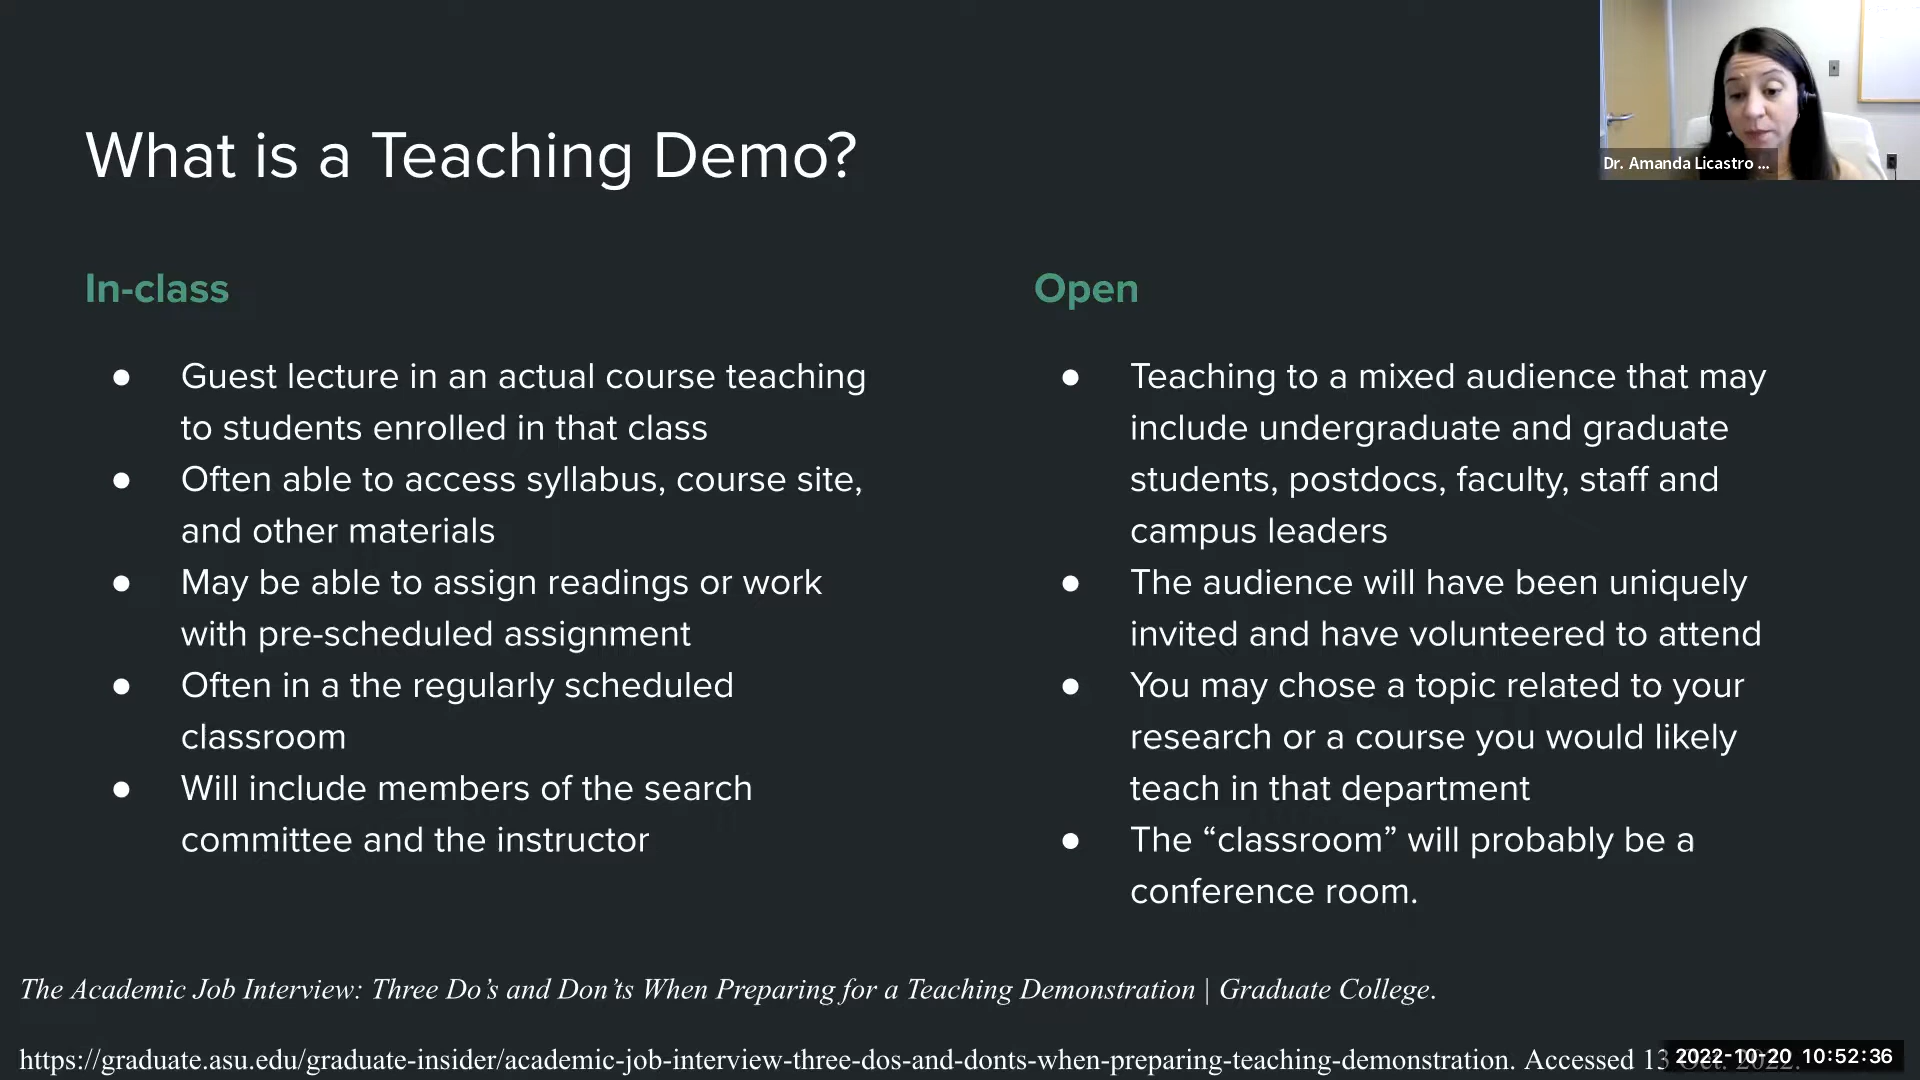 Dr. Amanda Licastro ...
What is a Teaching Demo?
In-class
● Guest lecture in an actual course teaching
to students enrolled in that class
● Often able to access syllabus, course site,
and other materials
● May be able to assign readings or work
with pre-scheduled assignment
● Often in a the regularly scheduled
classroom
● Will include members of the search
committee and the instructor
Open
● Teaching to a mixed audience that may
include undergraduate and graduate
students, postdocs, faculty, staff and
campus leaders
● The audience will have been uniquely
invited and have volunteered to attend
● You may chose a topic related to your
research or a course you would likely
teach in that department
● The “classroom” will probably be a
conference room.
The Academic Job Interview: Three Do’s and Don’ts When Preparing for a Teaching Demonstration | Graduate College.
https://graduate.asu.edu/graduate-insider/academic-job-interview-three-dos-and-donts-when-preparing-teaching-demonstration. Accessed 13 Oct. 2022.
2022-10-20 10:52:36